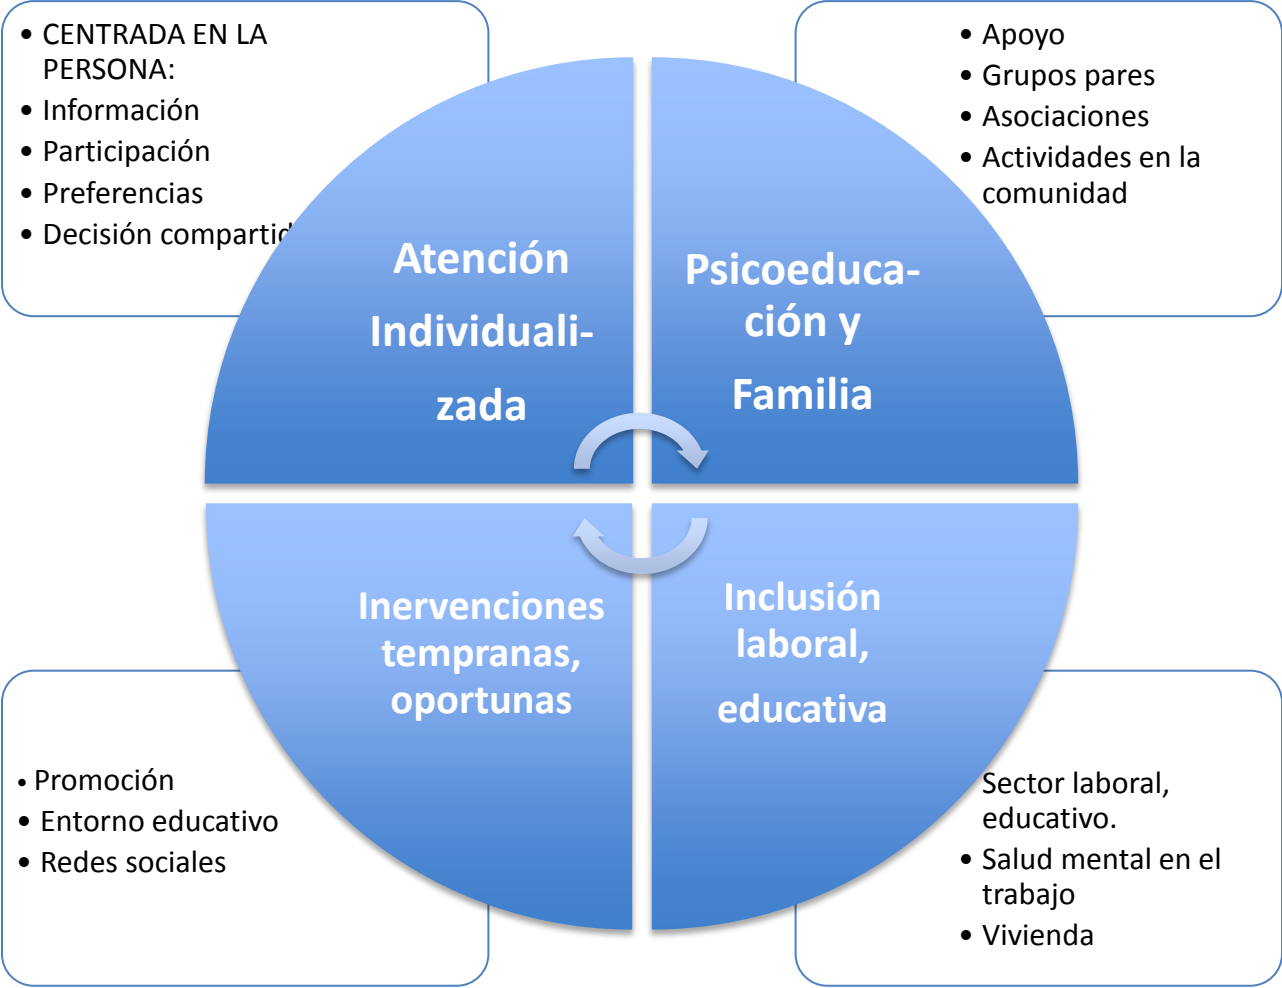 • CENTRADA EN LA
PERSONA:
• Información
• Participación
• Preferencias
• Decisión compartid
• Apoyo
• Grupos pares
• Asociaciones
• Actividades en la
comunidad
Atención
Individuali-
zada
Psicoeduca-
ción y
Familia
Inervenciones
tempranas,
oportunas
Inclusión
laboral,
educativa
• Promoción
• Entorno educativo
• Redes sociales
Sector laboral,
educativo.
• Salud mental en el
trabajo
• Vivienda